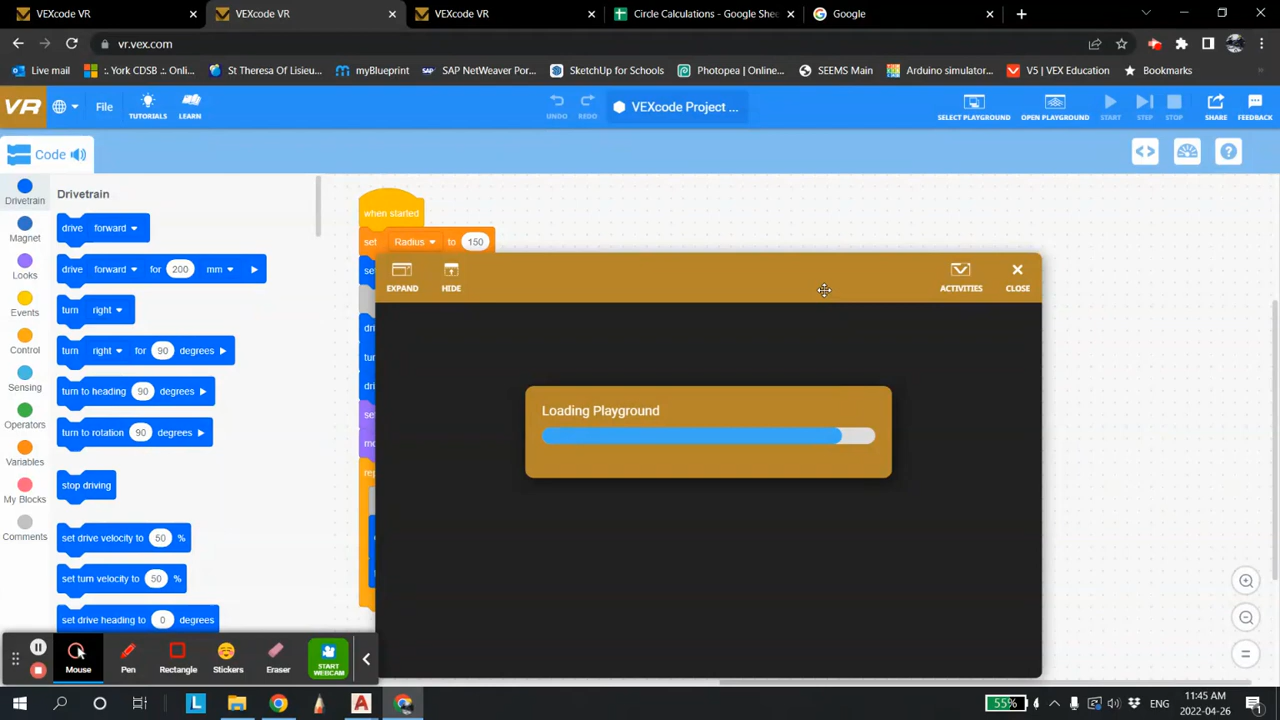 VEXcode VR
VEXcode VR
VEXcode VR
Circle Calculations - Google She
Google
vr.vex.com
Live mail
: York CDSB :. Onlin...
St Theresa Of Lisieu...
myBlueprint
SAP NetWeaver Por...
SketchUp for Schools
Photopea | Online...
SEEMS Main
Arduino simulator...
V5 | VEX Education
Bookmarks
VR
File
TUTORIALS
LEARN
UNDO
REDO
VEXcode Project ...
SELECT PLAYGROUND
OPEN PLAYGROUND
START
STEP
STOP
SHARE
FEEDBACK
Code
Drivetrain
Magnet
Looks
Events
Control
Sensing
Operators
Variables
My Blocks
Comments
Drivetrain
drive forward
drive forward for 200 mm
turn right
turn right for 90 degrees
turn to heading 90 degrees
turn to rotation 90 degrees
stop driving
set drive velocity to 50 %
set turn velocity to 50 %
set drive heading to 0 degrees
when started
set Radius to 150
EXPAND
HIDE
ACTIVITIES
CLOSE
Loading Playground
Mouse
Pen
Rectangle
Stickers
Eraser
START
WEBCAM
55%
ENG
11:45 AM
2022-04-26